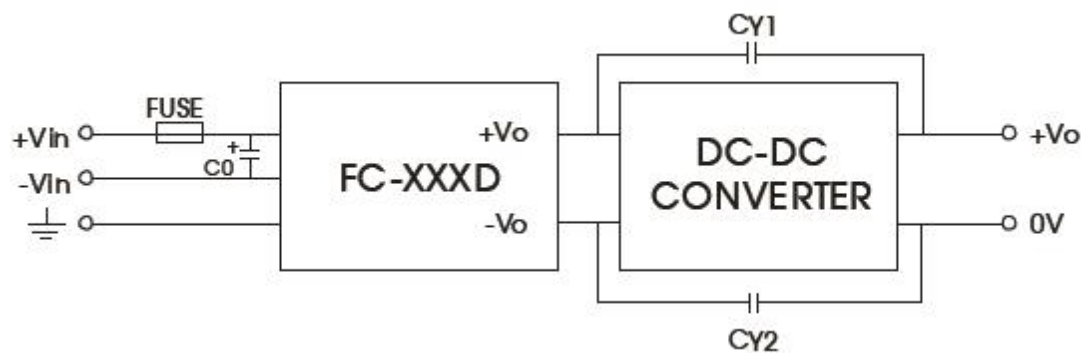 CY1
FUSE
+Vin
+Vo
DC-DC
CONVERTER
+Vo
+
C0
-Vin
FC-XXXD
-Vo
0V
CY2